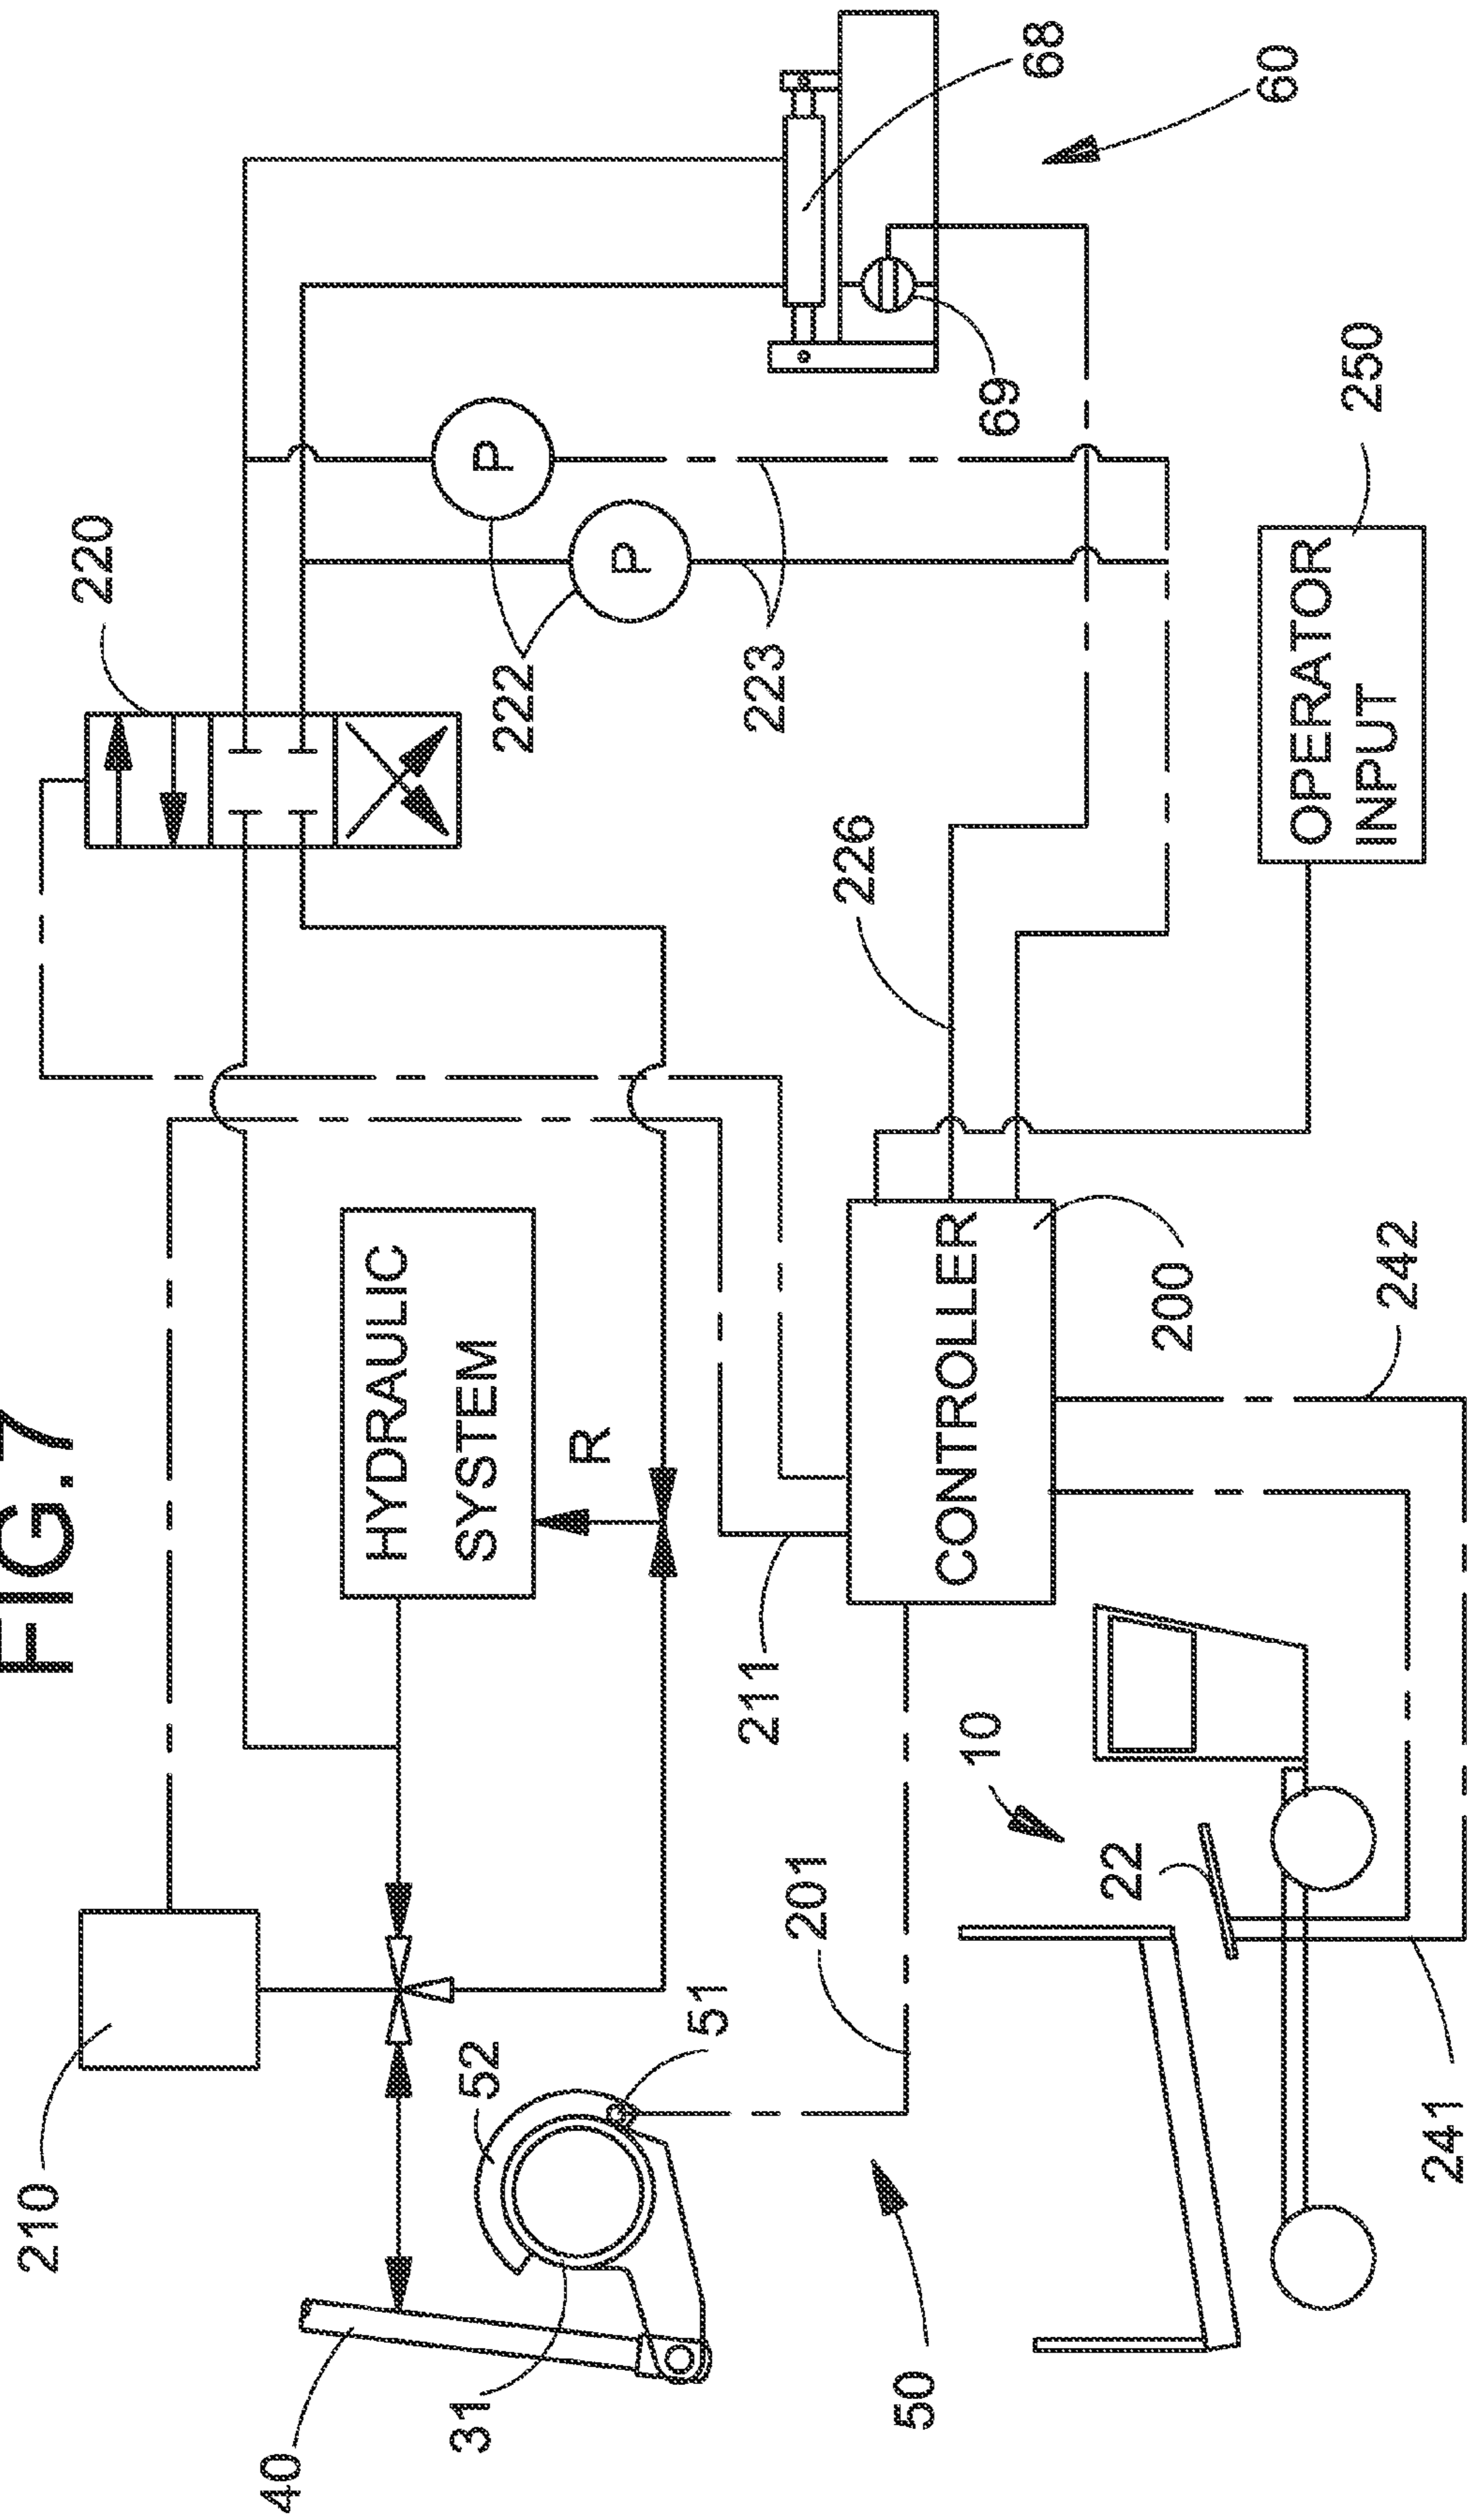 FIG.7
210
220
40
31
52
51
HYDRAULIC
SYSTEM
R
222
P
P
223
68
60
69
211
201
226
50
10
22
CONTROLLER
200
OPERATOR
INPUT
250
241
242